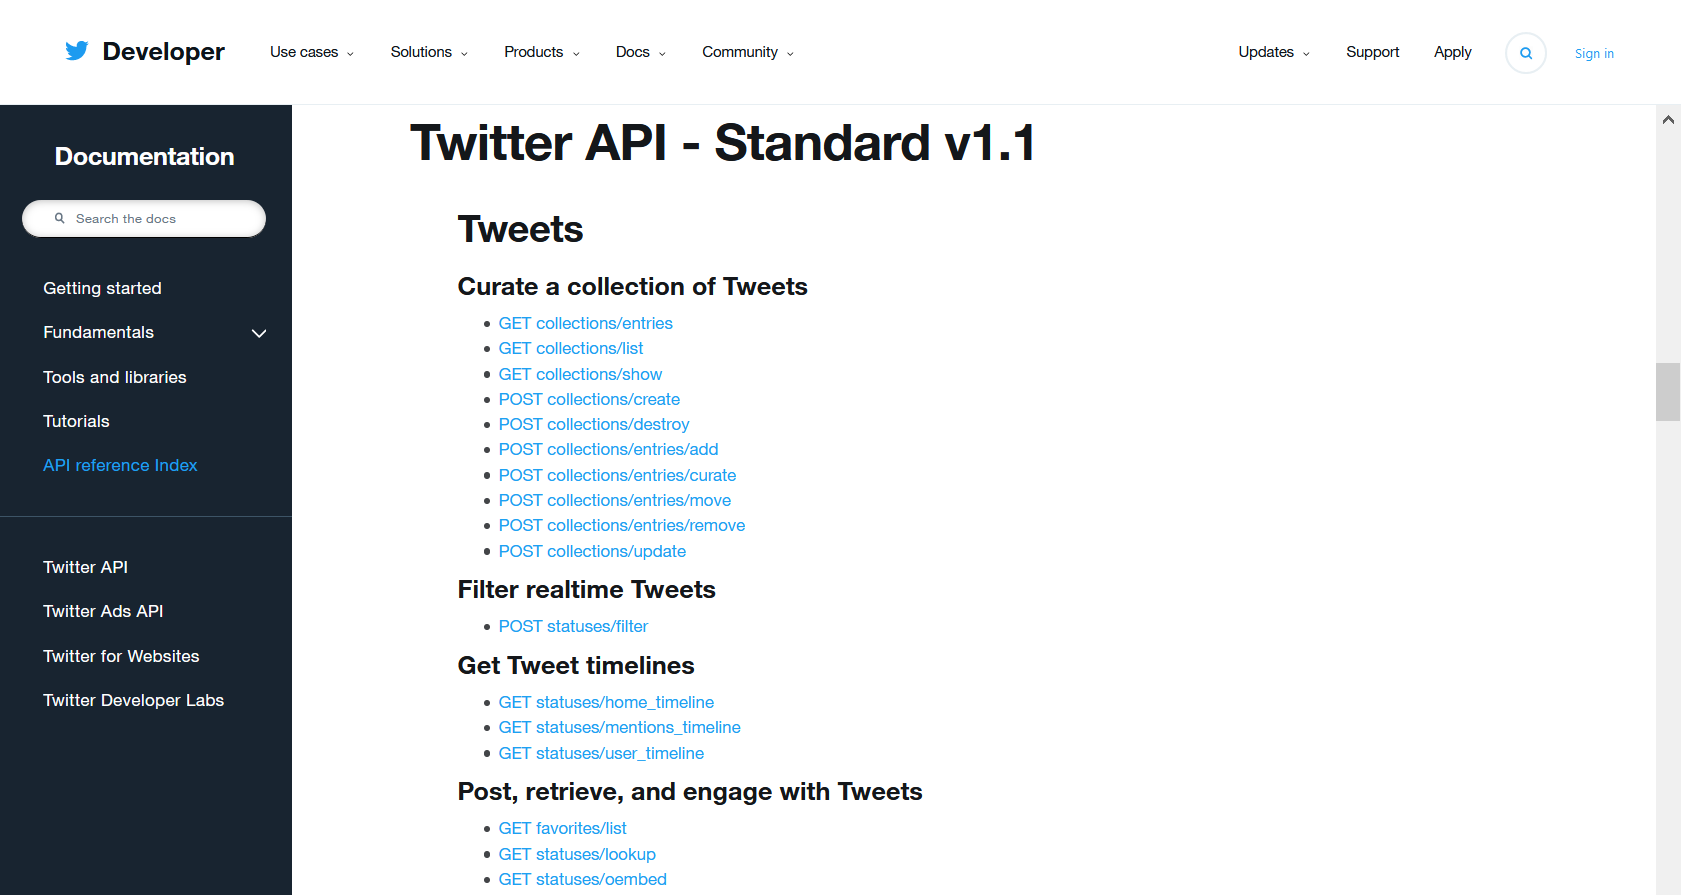 Developer
Use cases
Solutions
Products
Docs
Community
Updates
Support
Apply
Sign in
Documentation
Search the docs
Getting started
Fundamentals
Tools and libraries
Tutorials
API reference Index
Twitter API
Twitter Ads API
Twitter for Websites
Twitter Developer Labs
Twitter API - Standard v1.1
Tweets
Curate a collection of Tweets
GET collections/entries
GET collections/list
GET collections/show
POST collections/create
POST collections/destroy
POST collections/entries/add
POST collections/entries/curate
POST collections/entries/move
POST collections/entries/remove
POST collections/update
Filter realtime Tweets
POST statuses/filter
Get Tweet timelines
GET statuses/home_timeline
GET statuses/mentions_timeline
GET statuses/user_timeline
Post, retrieve, and engage with Tweets
GET favorites/list
GET statuses/lookup
GET statuses/oembed